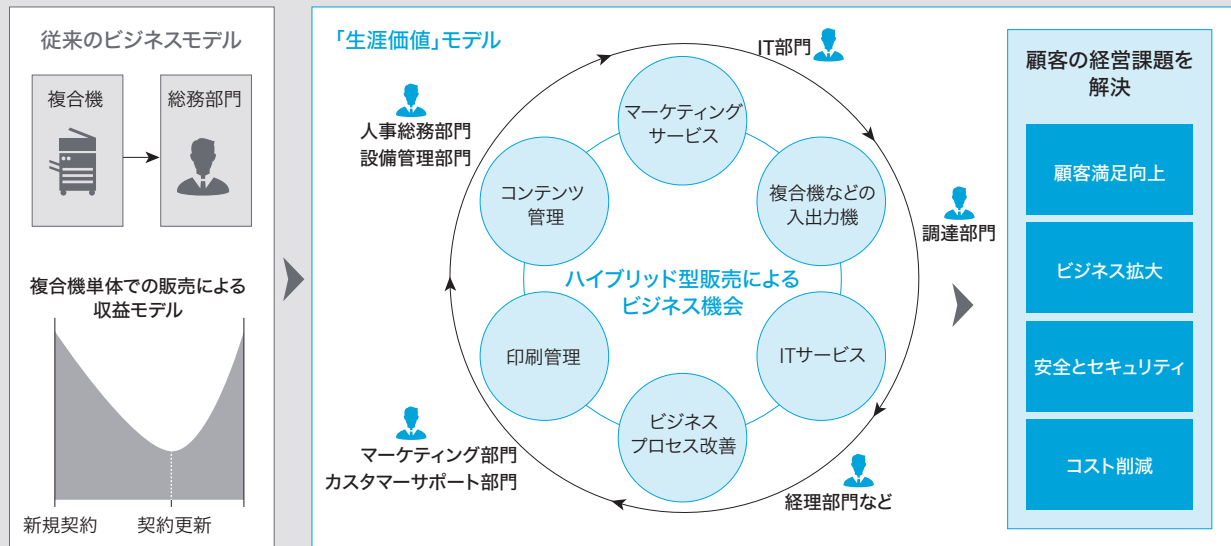 従来のビジネスモデル
複合機
総務部門
複合機単体での販売による
収益モデル
新規契約
契約更新
「生涯価値」モデル
IT部門
人事総務部門
設備管理部門
調達部門
マーケティング部門
カスタマーサポート部門
経理部門など
マーケティング
サービス
コンテンツ
管理
複合機などの
入出力機
ハイブリッド型販売による
ビジネス機会
印刷管理
ITサービス
ビジネス
プロセス改善
顧客の経営課題を
解決
顧客満足向上
ビジネス拡大
安全とセキュリティ
コスト削減